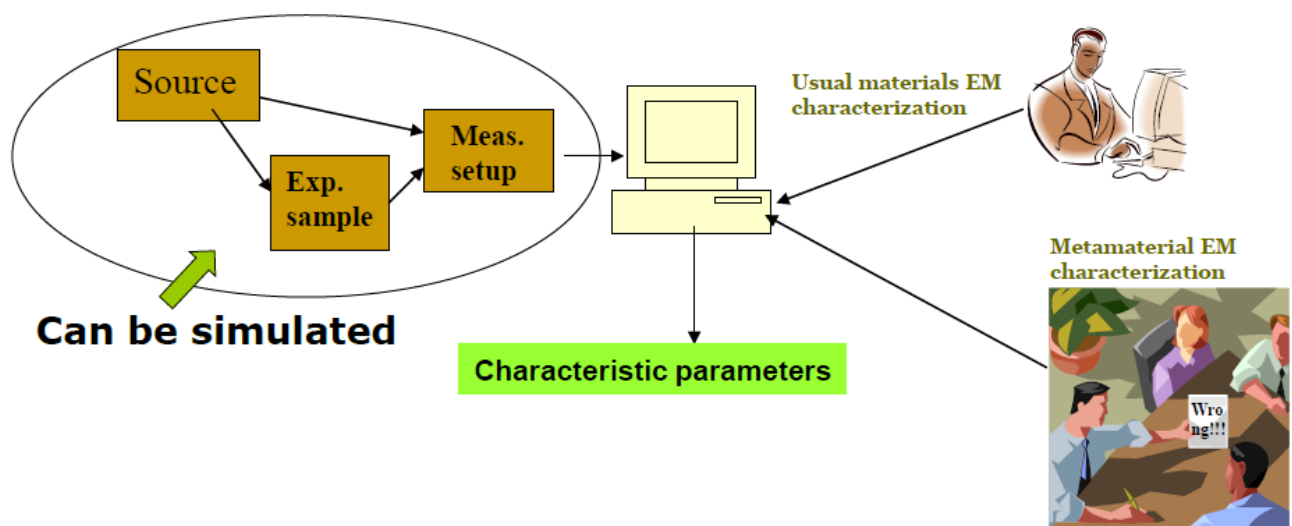 Source
Meas.
setup
Exp.
sample
Can be simulated
Usual materials EM
characterization
Metamaterial EM
characterization
Wro
ng!!!
Characteristic parameters